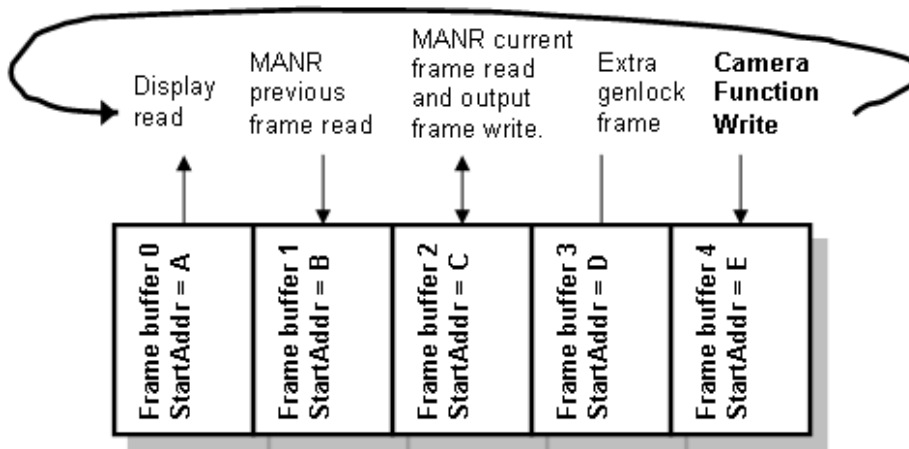 Display
read
MANR
previous
frame read
MANR current
frame read
and output
frame write.
Extra
genlock
frame
Camera
Function
Write
Frame buffer 0
StartAddr = A
Frame buffer 1
StartAddr = B
Frame buffer 2
StartAddr = C
Frame buffer 3
StartAddr = D
Frame buffer 4
StartAddr = E